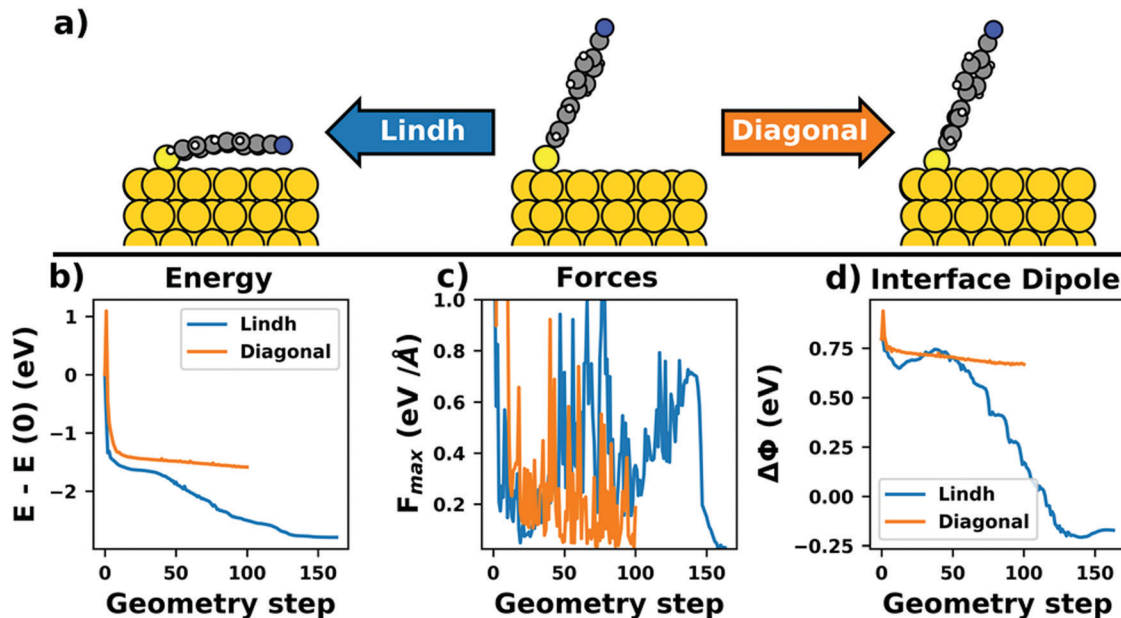 a)
Lindh
Diagonal
b)
Energy
E - E (0) (eV)
1
0
−1
−2
Lindh
Diagonal
0
50
100
150
Geometry step
c)
Forces
F_max (eV /Å)
1.0
0.8
0.6
0.4
0.2
0
50
100
150
Geometry step
d)
Interface Dipole
ΔΦ (eV)
0.75
0.50
0.25
0.00
−0.25
Lindh
Diagonal
0
50
100
150
Geometry step